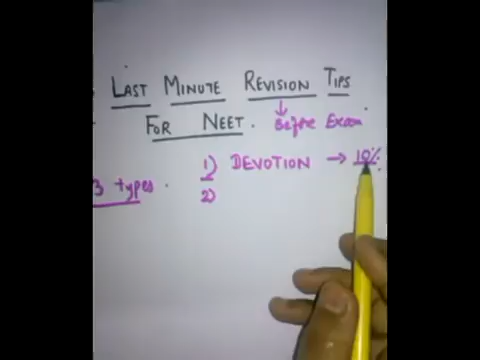 LAST MINUTE REVISION TIPS
FOR NEET.
Before Exam
1) DEVOTION → 10%
3 types.
2)